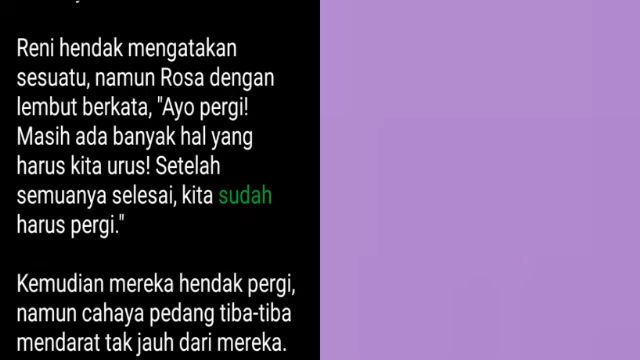 Reni hendak mengatakan
sesuatu, namun Rosa dengan
lembut berkata, "Ayo pergi!
Masih ada banyak hal yang
harus kita urus! Setelah
semuanya selesai, kita sudah
harus pergi."
Kemudian mereka hendak pergi,
namun cahaya pedang tiba-tiba
mendarat tak jauh dari mereka.